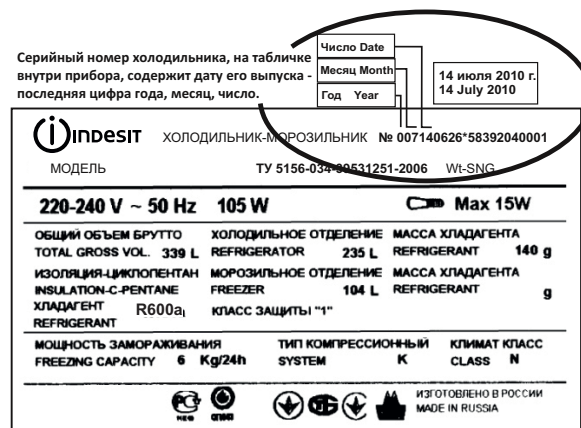 Серийный номер холодильника, на табличке
внутри прибора, содержит дату его выпуска -
последняя цифра года, месяц, число.
Число Date
Месяц Month
Год Year
14 июля 2010 г.
14 July 2010
indesit ХОЛОДИЛЬНИК-МОРОЗИЛЬНИК № 007140626*58392040001
МОДЕЛЬ ТУ 5156-034-39531251-2006 Wt-SNG
220-240 V ~ 50 Hz 105 W Max 15W
ОБЩИЙ ОБЪЕМ БРУТТО ХОЛОДИЛЬНОЕ ОТДЕЛЕНИЕ МАССА ХЛАДАГЕНТА
TOTAL GROSS VOL. 339 L REFRIGERATOR 235 L REFRIGERANT 140 g
ИЗОЛЯЦИЯ-ЦИКЛОПЕНТАН МОРОЗИЛЬНОЕ ОТДЕЛЕНИЕ МАССА ХЛАДАГЕНТА
INSULATION-C-PENTANE FREEZER 104 L REFRIGERANT g
ХЛАДАГЕНТ R600a КЛАСС ЗАЩИТЫ "1"
REFRIGERANT
МОЩНОСТЬ ЗАМОРАЖИВАНИЯ ТИП КОМПРЕССИОННЫЙ КЛИМАТ КЛАСС
FREEZING CAPACITY 6 Kg/24h SYSTEM K CLASS N
ИЗГОТОВЛЕНО В РОССИИ
MADE IN RUSSIA